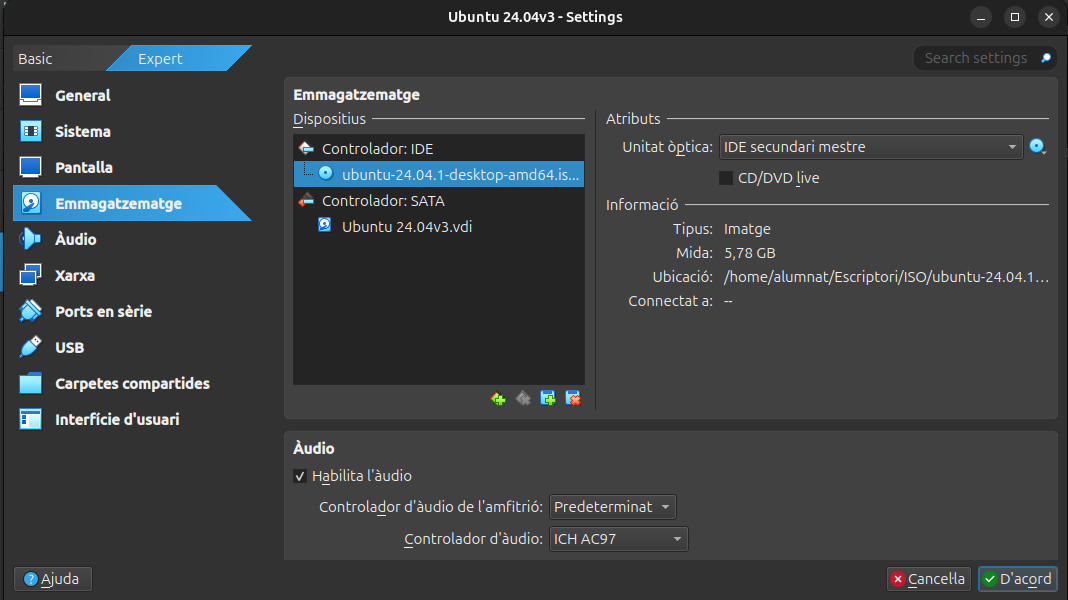 Ubuntu 24.04v3 - Settings
Basic
Expert
Search settings
General
Sistema
Pantalla
Emmagatzematge
Àudio
Xarxa
Ports en sèrie
USB
Carpetes compartides
Interfície d'usuari
Emmagatzematge
Dispositius
Controlador: IDE
ubuntu-24.04.1-desktop-amd64.is...
Controlador: SATA
Ubuntu 24.04v3.vdi
Atributs
Unitat òptica: IDE secundari mestre
CD/DVD live
Informació
Tipus: Imatge
Mida: 5,78 GB
Ubicació: /home/alumnat/Escriptori/ISO/ubuntu-24.04.1...
Connectat a: --
Àudio
Habilita l'àudio
Controlador d'àudio de l'amfitrió: Predeterminat
Controlador d'àudio: ICH AC97
Ajuda
Cancel·la
D'acord